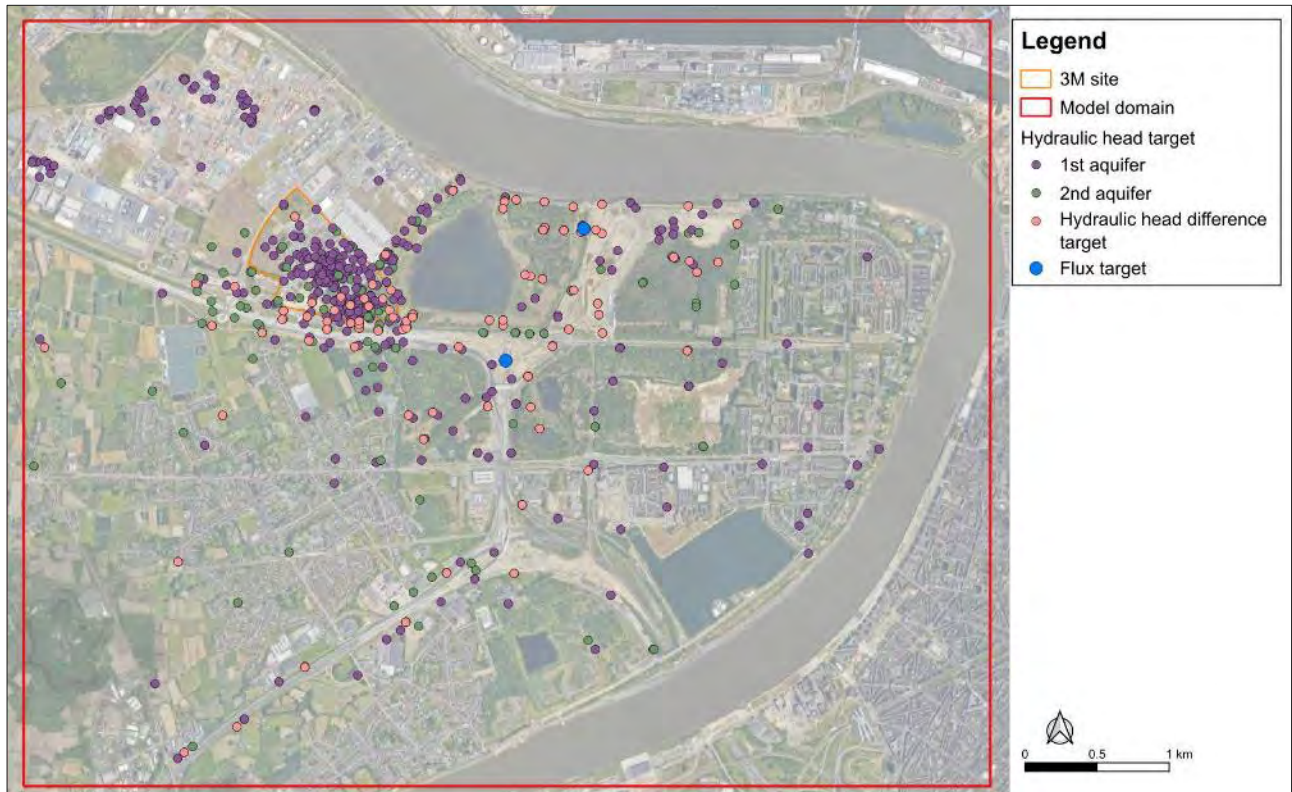 Legend
3M site
Model domain
Hydraulic head target
1st aquifer
2nd aquifer
Hydraulic head difference
target
Flux target
0 0.5 1 km